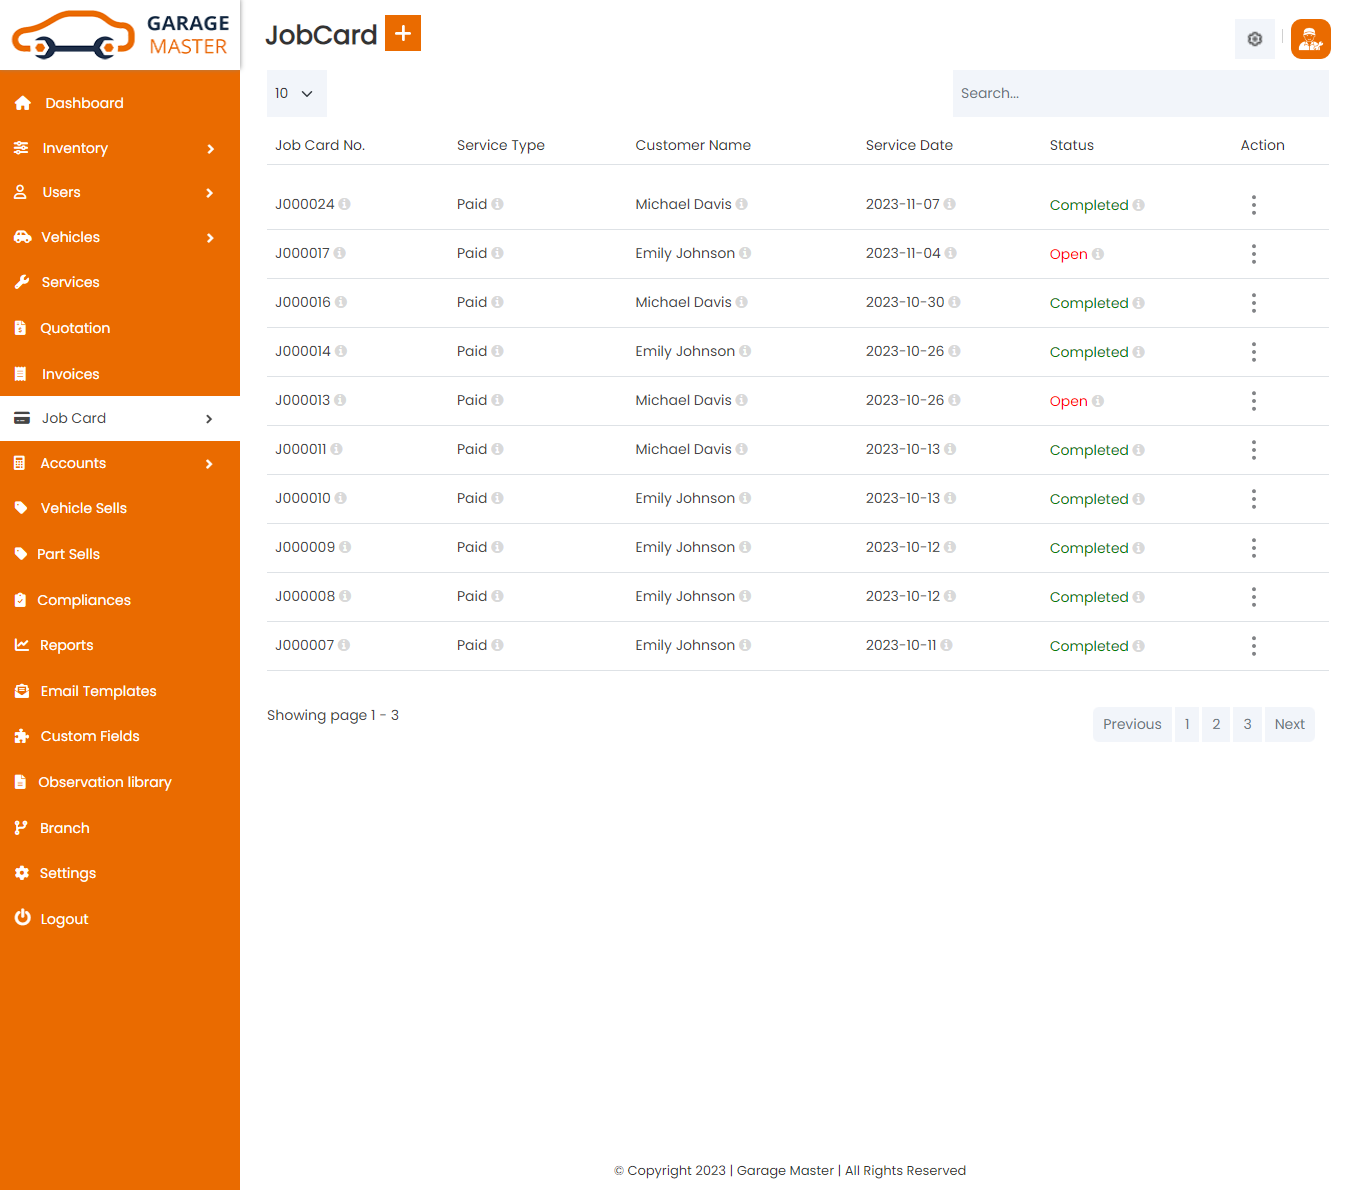 GARAGE
MASTER
JobCard +
Dashboard
Inventory
Users
Vehicles
Services
Quotation
Invoices
Job Card
Accounts
Vehicle Sells
Part Sells
Compliances
Reports
Email Templates
Custom Fields
Observation library
Branch
Settings
Logout
10
Search...
Job Card No. Service Type Customer Name Service Date Status Action
J000024 Paid Michael Davis 2023-11-07 Completed
J000017 Paid Emily Johnson 2023-11-04 Open
J000016 Paid Michael Davis 2023-10-30 Completed
J000014 Paid Emily Johnson 2023-10-26 Completed
J000013 Paid Michael Davis 2023-10-26 Open
J000011 Paid Michael Davis 2023-10-13 Completed
J000010 Paid Emily Johnson 2023-10-13 Completed
J000009 Paid Emily Johnson 2023-10-12 Completed
J000008 Paid Emily Johnson 2023-10-12 Completed
J000007 Paid Emily Johnson 2023-10-11 Completed
Showing page 1 - 3
Previous 1 2 3 Next
© Copyright 2023 | Garage Master | All Rights Reserved